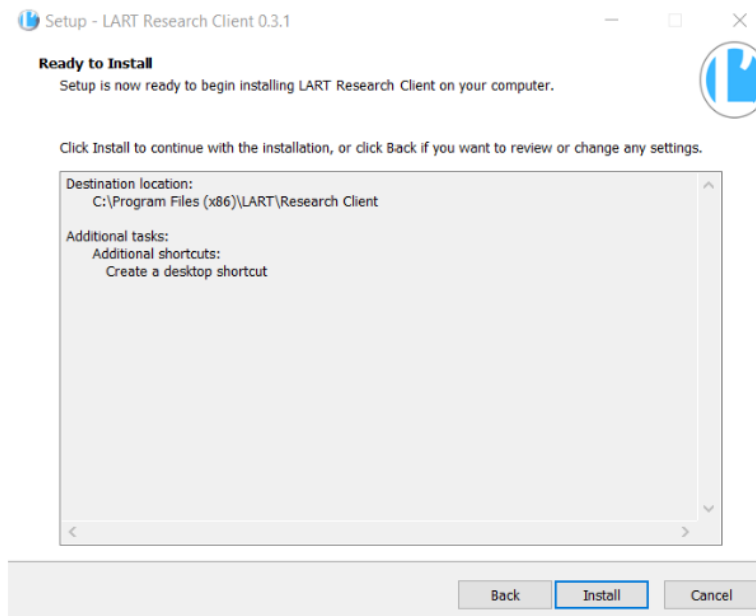 Setup - LART Research Client 0.3.1
Ready to Install
Setup is now ready to begin installing LART Research Client on your computer.
Click Install to continue with the installation, or click Back if you want to review or change any settings.
Destination location:
C:\Program Files (x86)\LART\Research Client
Additional tasks:
Additional shortcuts:
Create a desktop shortcut
Back Install Cancel